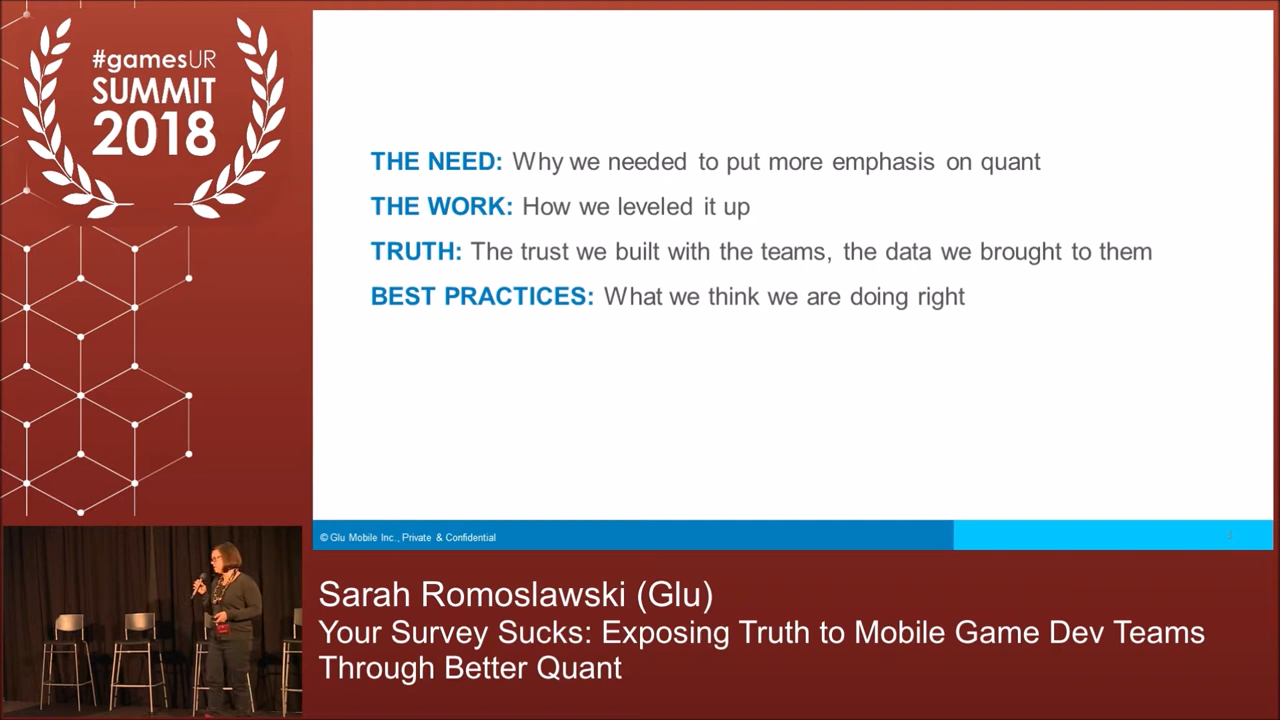 #gamesUR
SUMMIT
2018
THE NEED: Why we needed to put more emphasis on quant
THE WORK: How we leveled it up
TRUTH: The trust we built with the teams, the data we brought to them
BEST PRACTICES: What we think we are doing right
© Glu Mobile Inc., Private & Confidential
Sarah Romoslawski (Glu)
Your Survey Sucks: Exposing Truth to Mobile Game Dev Teams
Through Better Quant